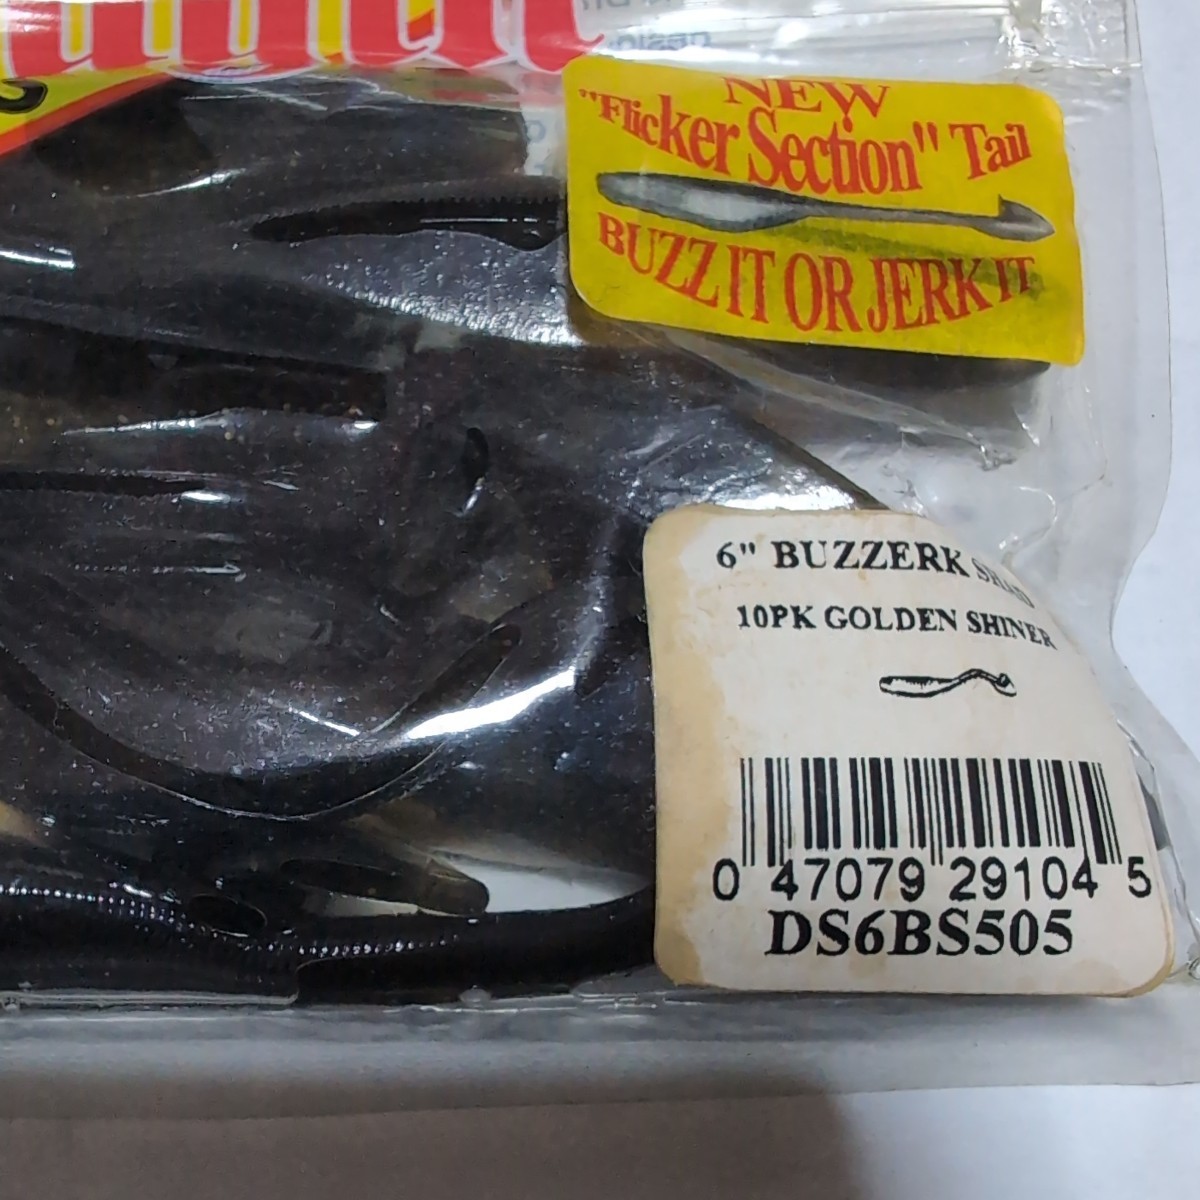 NEW
"Flicker Section" Tail
BUZZ IT OR JERK IT
6" BUZZERK SHAD
10PK GOLDEN SHINER
0 47079 29104 5
DS6BS505